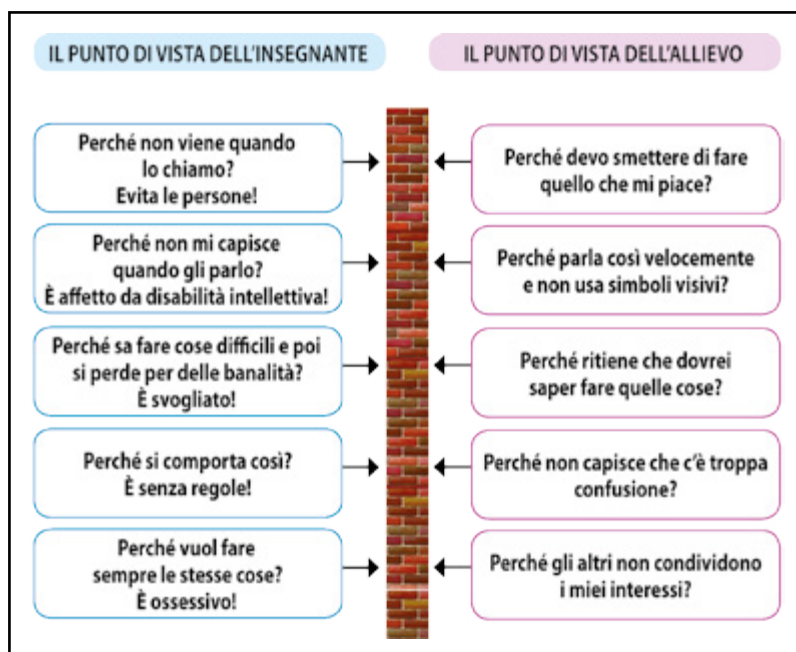 IL PUNTO DI VISTA DELL'INSEGNANTE
IL PUNTO DI VISTA DELL'ALLIEVO
Perché non viene quando
lo chiamo?
Evita le persone!
Perché devo smettere di fare
quello che mi piace?
Perché non mi capisce
quando gli parlo?
È affetto da disabilità intellettiva!
Perché parla così velocemente
e non usa simboli visivi?
Perché sa fare cose difficili e poi
si perde per delle banalità?
È svogliato!
Perché ritiene che dovrei
saper fare quelle cose?
Perché si comporta così?
È senza regole!
Perché non capisce che c'è troppa
confusione?
Perché vuol fare
sempre le stesse cose?
È ossessivo!
Perché gli altri non condividono
i miei interessi?